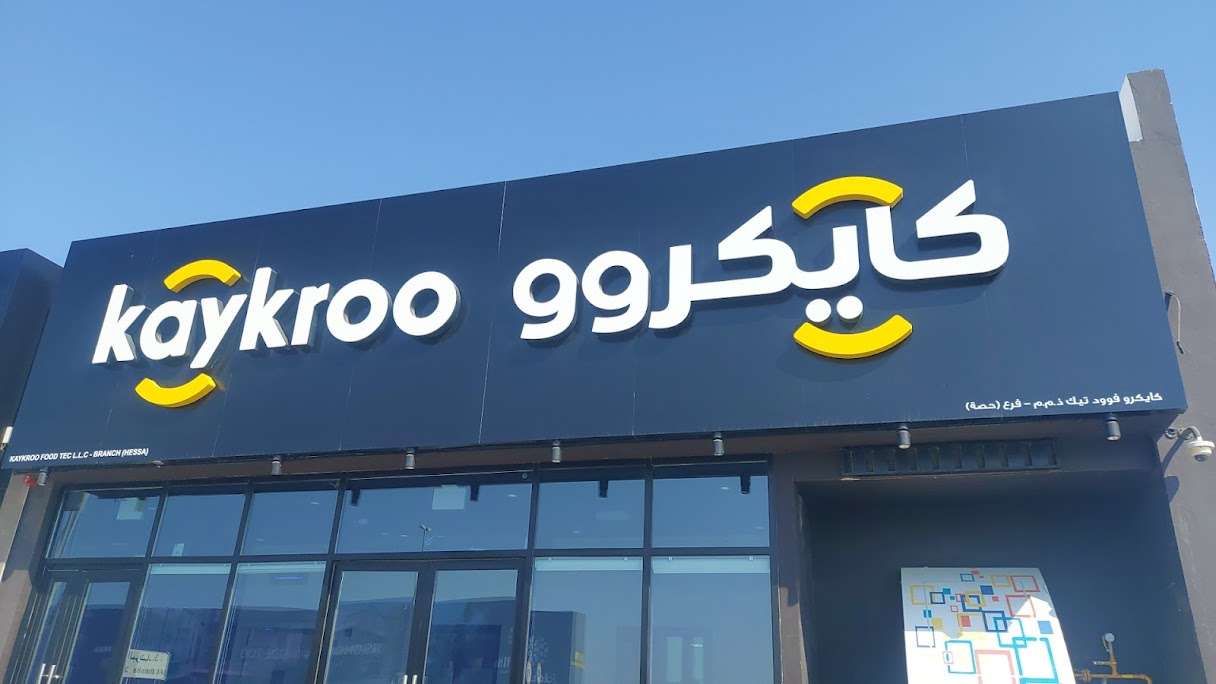 kaykroo كايكروو
KAYKROO FOOD TEC L.L.C - BRANCH (HESSA)
كايكرو فوود تيك ذ.م.م - فرع (حصة)